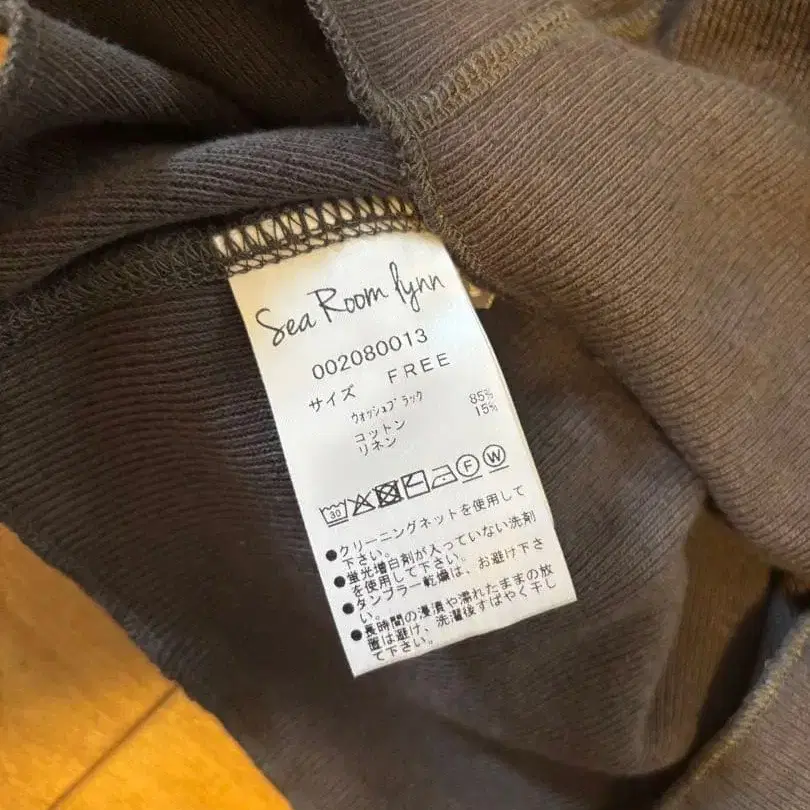 Sea Room lynn
002080013
サイズ FREE
ウォッシュブラック
コットン 85%
リネン 15%
30 F W
●クリーニングネットを使用して
下さい。
●蛍光増白剤が入っていない洗剤
を使用して下さい。
●タンブラー乾燥は、お避け下さ
い。
●長時間の浸漬や濡れたままの放
置は避け、洗濯後すばやく干し
て下さい。